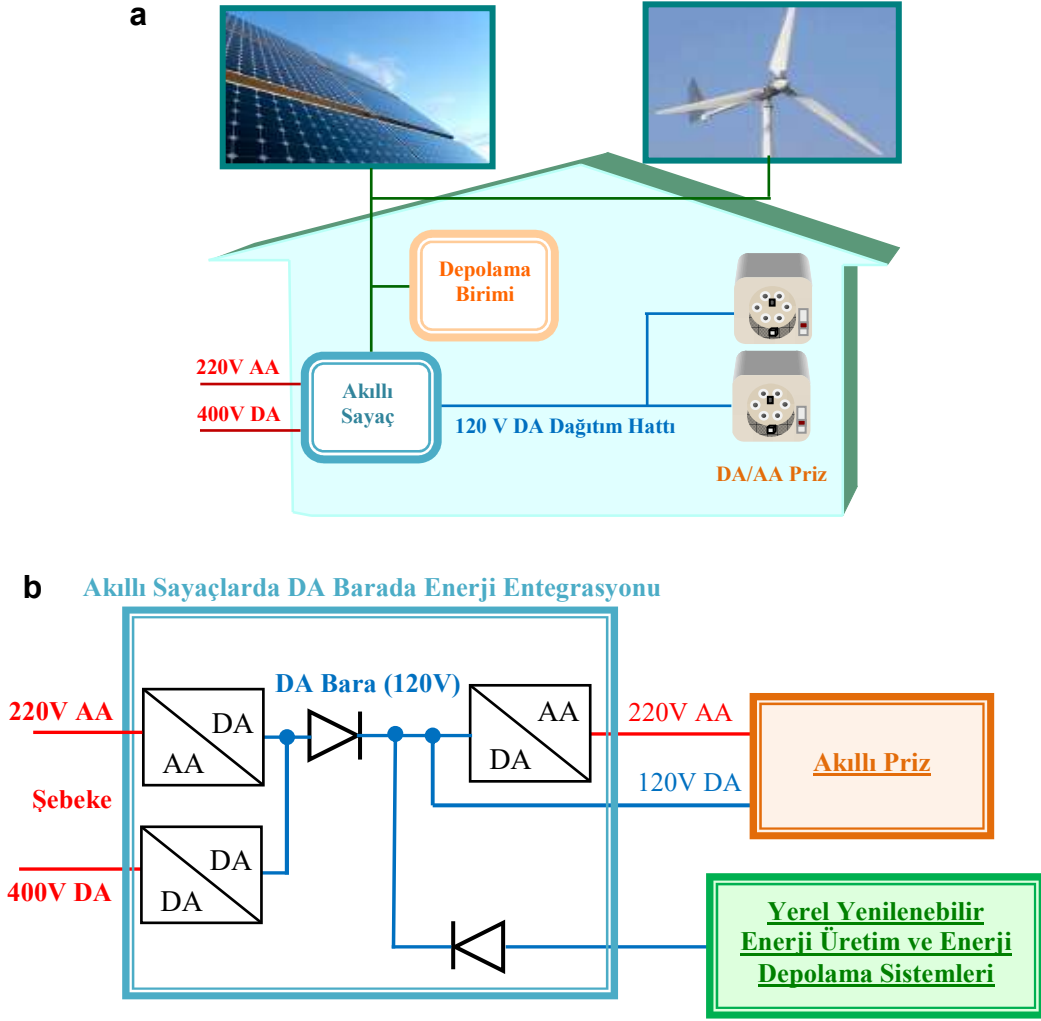 a
Depolama
Birimi
220V AA
400V DA
Akıllı
Sayaç
120 V DA Dağıtım Hattı
DA/AA Priz
b
Akıllı Sayaçlarda DA Barada Enerji Entegrasyonu
DA Bara (120V)
220V AA
DA
AA
AA
DA
220V AA
Akıllı Priz
120V DA
Şebeke
400V DA
DA
DA
Yerel Yenilenebilir
Enerji Üretim ve Enerji
Depolama Sistemleri